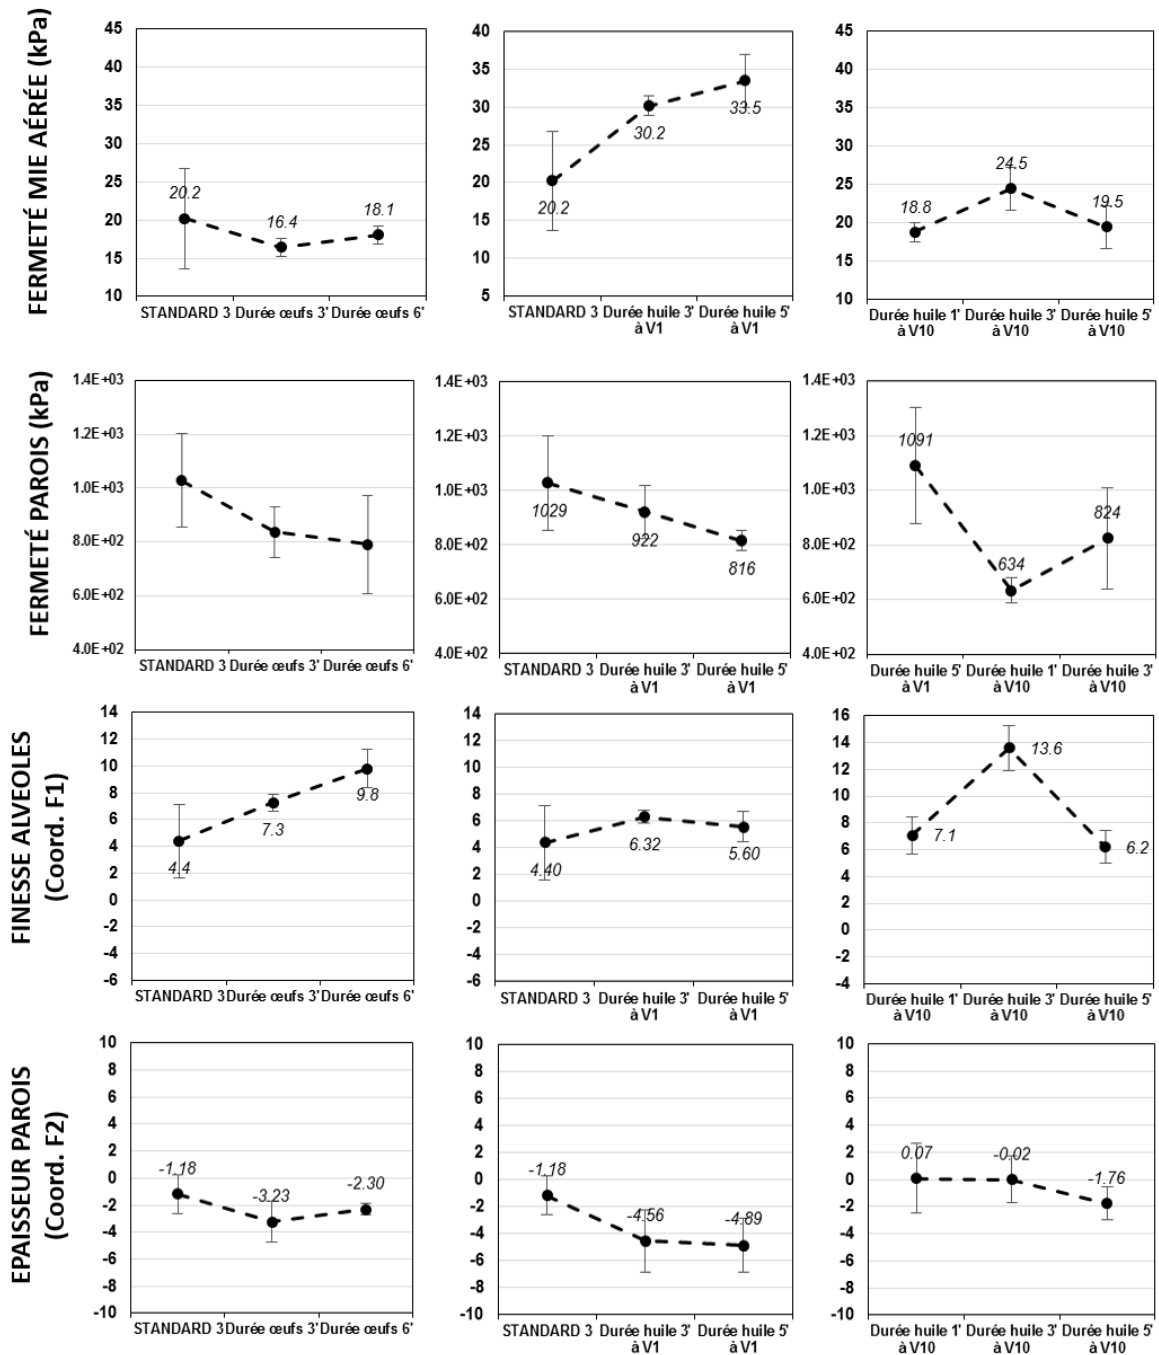 FERMETÉ MIE AÉRÉE (kPa)
45
40
35
30
25
20
15
10
20.2
16.4
18.1
STANDARD 3 Durée œufs 3' Durée œufs 6'
40
35
30
25
20
15
10
5
20.2
30.2
33.5
STANDARD 3 Durée huile 3' Durée huile 5'
à V1 à V1
45
40
35
30
25
20
15
10
18.8
24.5
19.5
Durée huile 1' Durée huile 3' Durée huile 5'
à V10 à V10 à V10
FERMETÉ PAROIS (kPa)
1.4E+03
1.2E+03
1.0E+03
8.0E+02
6.0E+02
4.0E+02
STANDARD 3 Durée œufs 3' Durée œufs 6'
1.4E+03
1.2E+03
1.0E+03
8.0E+02
6.0E+02
4.0E+02
1029
922
816
STANDARD 3 Durée huile 3' Durée huile 5'
à V1 à V1
1.4E+03
1.2E+03
1.0E+03
8.0E+02
6.0E+02
4.0E+02
1091
634
824
Durée huile 5' Durée huile 1' Durée huile 3'
à V1 à V10 à V10
FINESSE ALVEOLES
(Coord. F1)
14
12
10
8
6
4
2
0
-2
-4
-6
4.4
7.3
9.8
STANDARD 3 Durée œufs 3' Durée œufs 6'
14
12
10
8
6
4
2
0
-2
-4
-6
4.40
6.32
5.60
STANDARD 3 Durée huile 3' Durée huile 5'
à V1 à V1
16
14
12
10
8
6
4
2
0
-2
-4
7.1
13.6
6.2
Durée huile 1' Durée huile 3' Durée huile 5'
à V10 à V10 à V10
EPAISSEUR PAROIS
(Coord. F2)
10
8
6
4
2
0
-2
-4
-6
-8
-10
-1.18
-3.23
-2.30
STANDARD 3 Durée œufs 3' Durée œufs 6'
10
8
6
4
2
0
-2
-4
-6
-8
-10
-1.18
-4.56
-4.89
STANDARD 3 Durée huile 3' Durée huile 5'
à V1 à V1
10
8
6
4
2
0
-2
-4
-6
-8
-10
0.07
-0.02
-1.76
Durée huile 1' Durée huile 3' Durée huile 5'
à V10 à V10 à V10